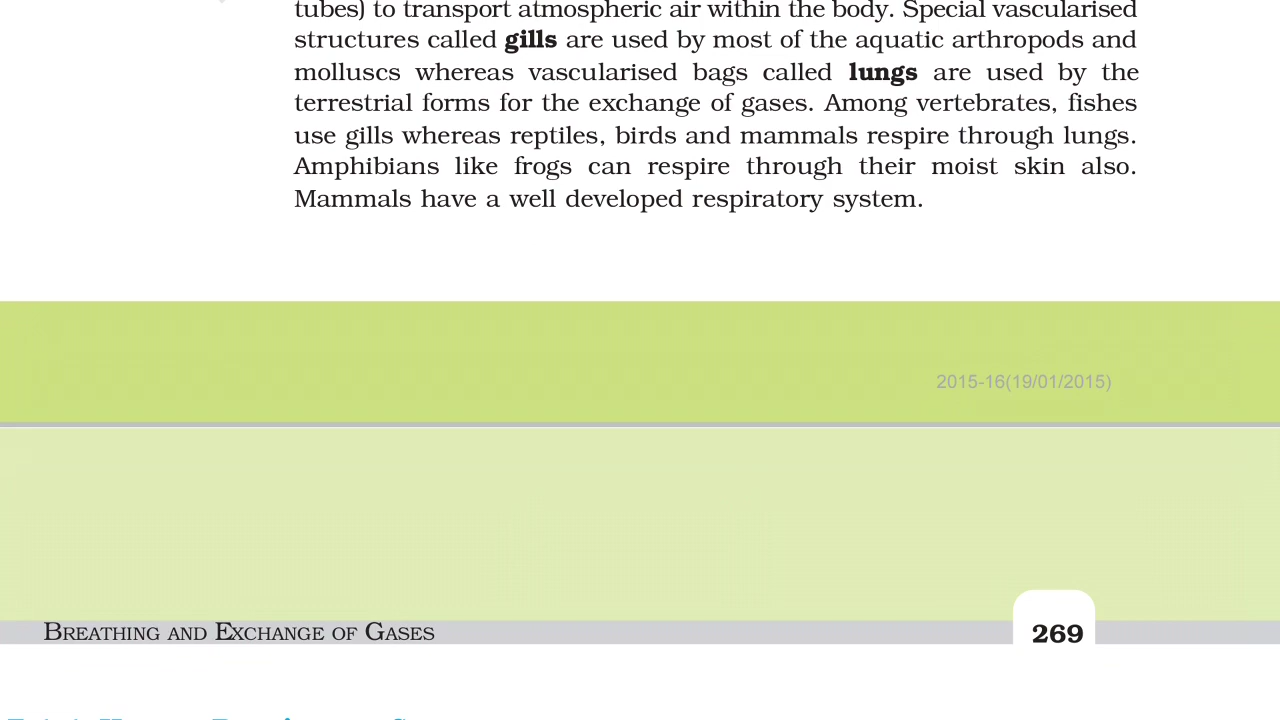 tubes) to transport atmospheric air within the body. Special vascularised
structures called gills are used by most of the aquatic arthropods and
molluscs whereas vascularised bags called lungs are used by the
terrestrial forms for the exchange of gases. Among vertebrates, fishes
use gills whereas reptiles, birds and mammals respire through lungs.
Amphibians like frogs can respire through their moist skin also.
Mammals have a well developed respiratory system.
2015-16(19/01/2015)
BREATHING AND EXCHANGE OF GASES
269